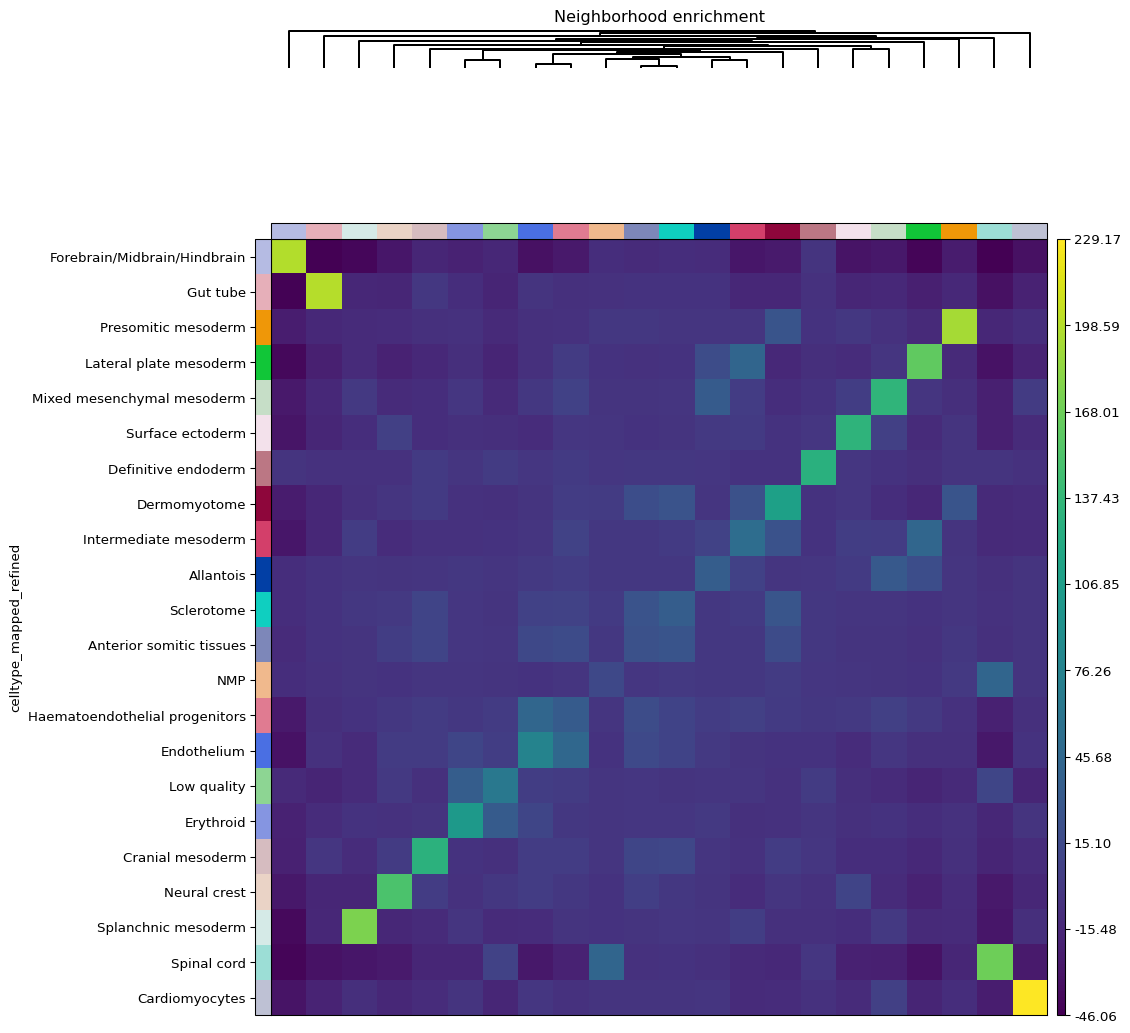 Neighborhood enrichment
Forebrain/Midbrain/Hindbrain
Gut tube
Presomitic mesoderm
Lateral plate mesoderm
Mixed mesenchymal mesoderm
Surface ectoderm
Definitive endoderm
Dermomyotome
Intermediate mesoderm
Allantois
Sclerotome
Anterior somitic tissues
NMP
Haematoendothelial progenitors
Endothelium
Low quality
Erythroid
Cranial mesoderm
Neural crest
Splanchnic mesoderm
Spinal cord
Cardiomyocytes
celltype_mapped_refined
229.17
198.59
168.01
137.43
106.85
76.26
45.68
15.10
-15.48
-46.06